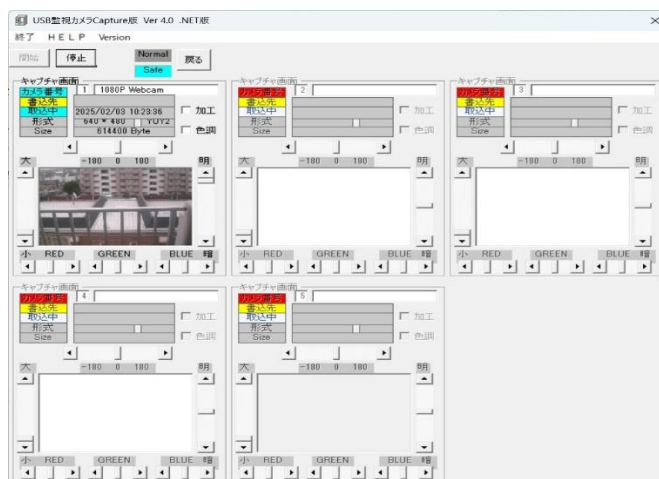 USB監視カメラCapture版 Ver 4.0 .NET版
終了 HELP Version
開始 停止 Normal Safe 戻る
キャプチャ画面
カメラ番号 1 1080P Webcam
書込先
取込中 2025/02/03 10:23:36 加工
形式 640 * 480 YUY2
Size 614400 Byte 色調
大 -180 0 180 明
小 RED GREEN BLUE 暗
キャプチャ画面
カメラ番号 2
書込先
取込中 加工
形式
Size 色調
大 -180 0 180 明
小 RED GREEN BLUE 暗
キャプチャ画面
カメラ番号 3
書込先
取込中 加工
形式
Size 色調
大 -180 0 180 明
小 RED GREEN BLUE 暗
キャプチャ画面
カメラ番号 4
書込先
取込中 加工
形式
Size 色調
大 -180 0 180 明
小 RED GREEN BLUE 暗
キャプチャ画面
カメラ番号 5
書込先
取込中 加工
形式
Size 色調
大 -180 0 180 明
小 RED GREEN BLUE 暗